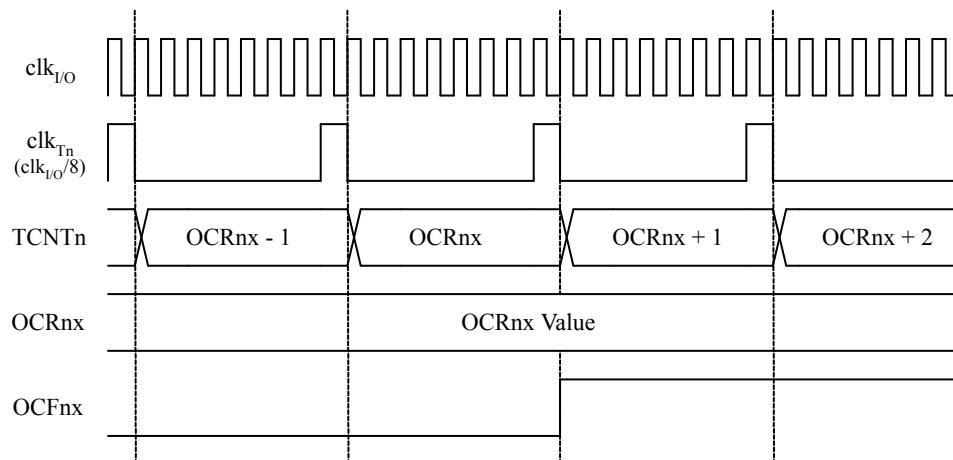 clkI/O
clkTn
(clkI/O/8)
TCNTn
OCRnx - 1
OCRnx
OCRnx + 1
OCRnx + 2
OCRnx
OCRnx Value
OCFnx